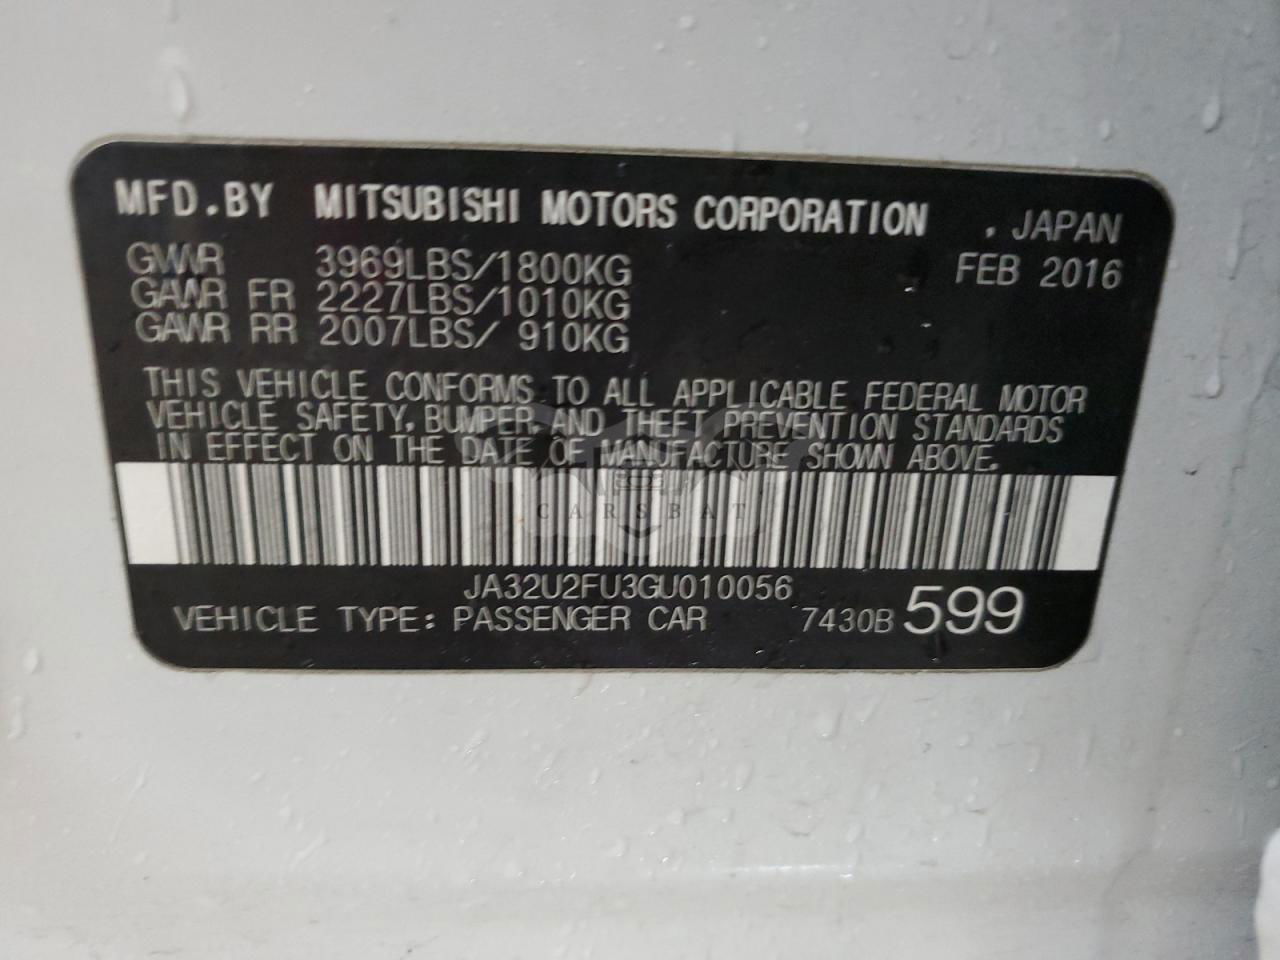 MFD.BY MITSUBISHI MOTORS CORPORATION . JAPAN
GVWR 3969LBS/1800KG FEB 2016
GAWR FR 2227LBS/1010KG
GAWR RR 2007LBS/ 910KG
THIS VEHICLE CONFORMS TO ALL APPLICABLE FEDERAL MOTOR
VEHICLE SAFETY, BUMPER, AND THEFT PREVENTION STANDARDS
IN EFFECT ON THE DATE OF MANUFACTURE SHOWN ABOVE.
CARSBAT
JA32U2FU3GU010056
VEHICLE TYPE: PASSENGER CAR 7430B 599